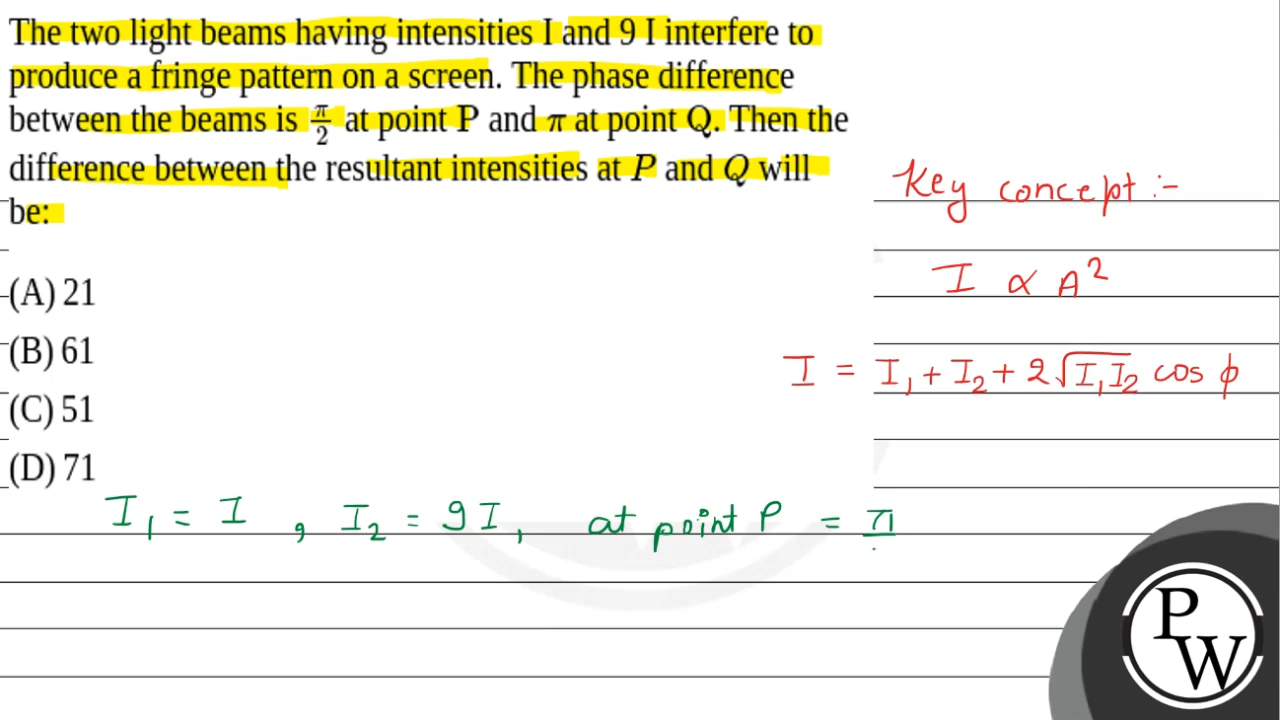 The two light beams having intensities I and 9 I interfere to
produce a fringe pattern on a screen. The phase difference
between the beams is π/2 at point P and π at point Q. Then the
difference between the resultant intensities at P and Q will
be:
Key concept :-
(A) 21
I ∝ A²
(B) 61
I = I₁ + I₂ + 2√I₁I₂ cos ϕ
(C) 51
(D) 71
I₁ = I , I₂ = 9I, at point P = π
P
W